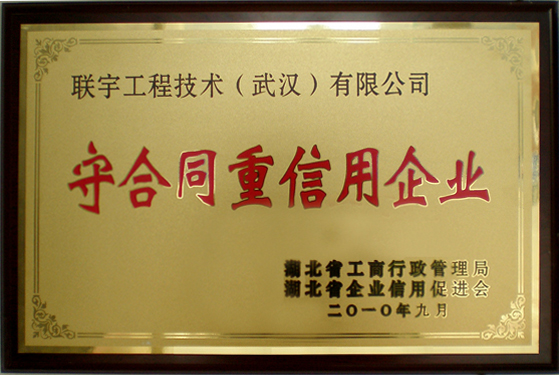 联宇工程技术（武汉）有限公司
守合同重信用企业
湖北省工商行政管理局
湖北省企业信用促进会
二〇一〇年九月